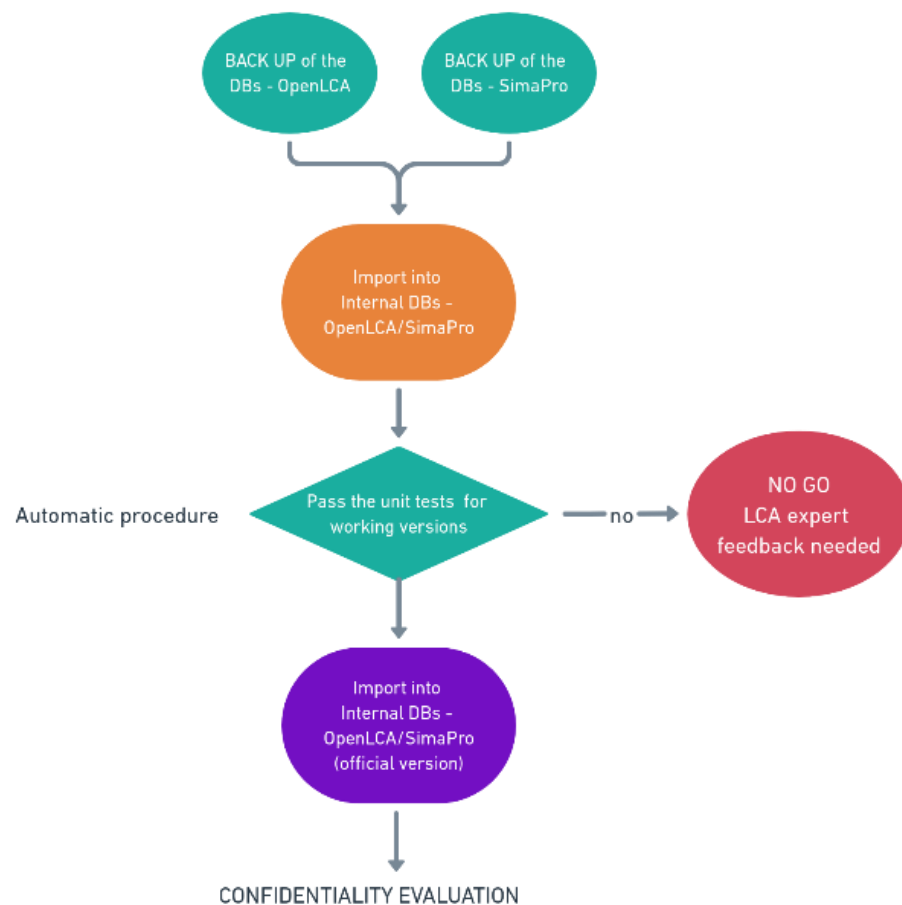 BACK UP of the
DBs - OpenLCA
BACK UP of the
DBs - SimaPro
Import into
Internal DBs -
OpenLCA/SimaPro
Automatic procedure
Pass the unit tests for
working versions
no
NO GO
LCA expert
feedback needed
Import into
Internal DBs -
OpenLCA/SimaPro
(official version)
CONFIDENTIALITY EVALUATION